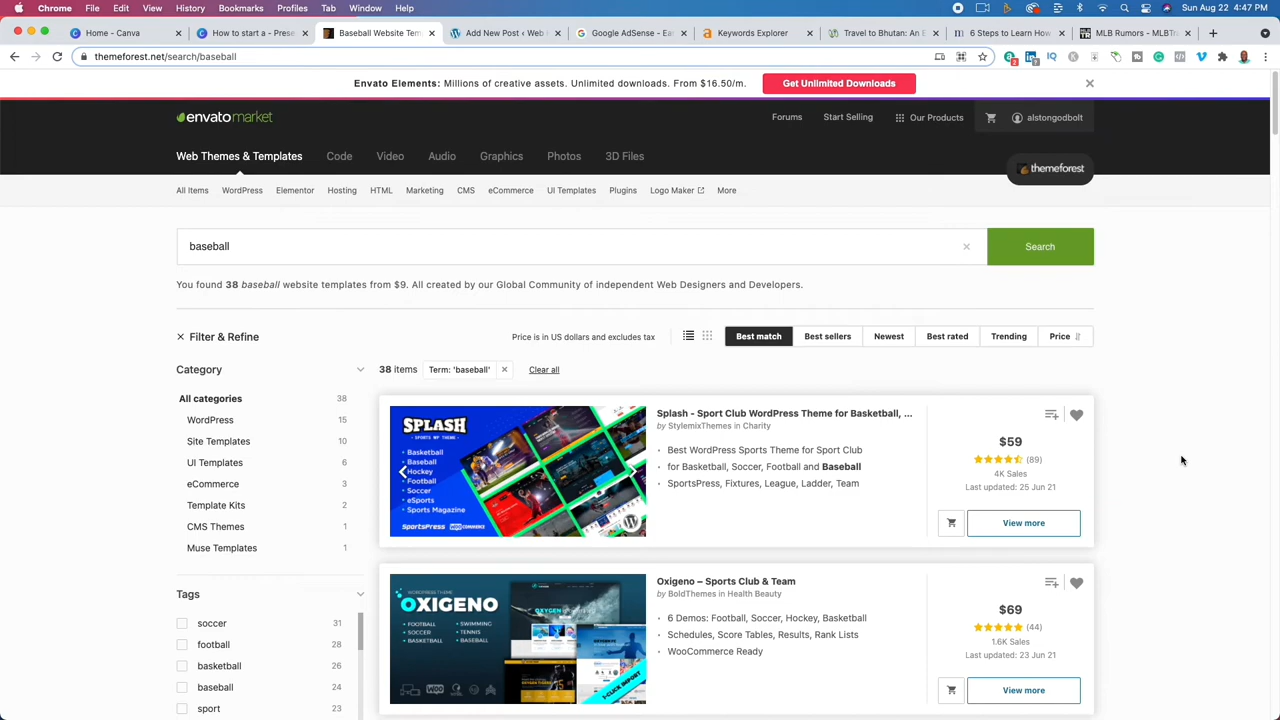 Chrome File Edit View History Bookmarks Profiles Tab Window Help
Sun Aug 22 4:47 PM
Home - Canva
How to start a - Prese
Baseball Website Tem
Add New Post ‹ Web H
Google AdSense - Ear
Keywords Explorer
Travel to Bhutan: An E
6 Steps to Learn How
MLB Rumors - MLBTr
themeforest.net/search/baseball
Envato Elements: Millions of creative assets. Unlimited downloads. From $16.50/m.
Get Unlimited Downloads
envatomarket
Forums
Start Selling
Our Products
alstongodbolt
Web Themes & Templates
Code
Video
Audio
Graphics
Photos
3D Files
themeforest
All Items
WordPress
Elementor
Hosting
HTML
Marketing
CMS
eCommerce
UI Templates
Plugins
Logo Maker
More
baseball
Search
You found 38 baseball website templates from $9. All created by our Global Community of independent Web Designers and Developers.
Filter & Refine
Price is in US dollars and excludes tax
Best match
Best sellers
Newest
Best rated
Trending
Price
Category
38 items
Term: 'baseball'
Clear all
All categories 38
WordPress 15
Site Templates 10
UI Templates 6
eCommerce 3
Template Kits 2
CMS Themes 1
Muse Templates 1
Tags
soccer 31
football 28
basketball 26
baseball 24
sport 23
SPLASH
SPORTS WP THEME
Basketball
Baseball
Hockey
Football
Soccer
eSports
Sports Magazine
SportsPress
WOO COMMERCE
Splash - Sport Club WordPress Theme for Basketball, ...
by StylemixThemes in Charity
Best WordPress Sports Theme for Sport Club
for Basketball, Soccer, Football and Baseball
SportsPress, Fixtures, League, Ladder, Team
$59
(89)
4K Sales
Last updated: 25 Jun 21
View more
WORDPRESS THEME
OXIGENO
FOOTBALL
SOCCER
BASKETBALL
SWIMMING
TENNIS
BASEBALL
1-CLICK IMPORT
Oxigeno – Sports Club & Team
by BoldThemes in Health Beauty
6 Demos: Football, Soccer, Hockey, Basketball
Schedules, Score Tables, Results, Rank Lists
WooCommerce Ready
$69
(44)
1.6K Sales
Last updated: 23 Jun 21
View more